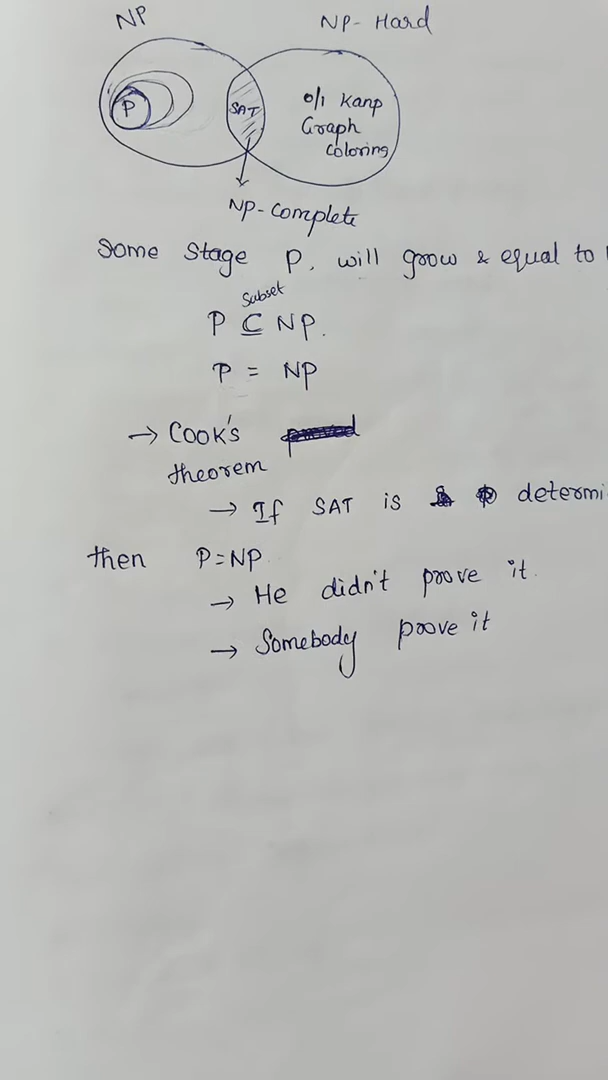 NP NP-Hard
P SAT 0/1 Kanp
Graph
coloring
NP-complete
Some Stage P, will grow & equal to
Subset
P ⊆ NP.
P = NP
→ Cook's
theorem
→ If SAT is determi
then P=NP
→ He didn't prove it.
→ Somebody prove it